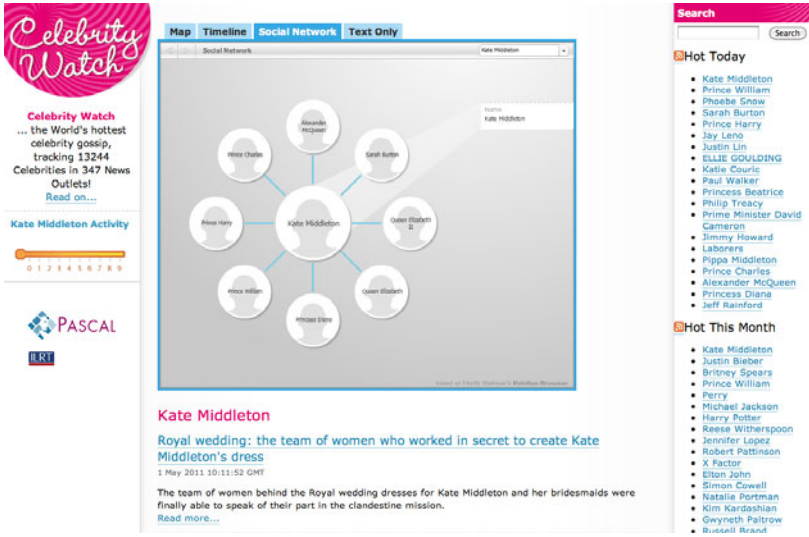 Celebrity
Watch
Celebrity Watch
... the World's hottest
celebrity gossip,
tracking 13244
Celebrities in 347 News
Outlets!
Read on...
Kate Middleton Activity
0 1 2 3 4 5 6 7 8 9
PASCAL
ILRT
Map Timeline Social Network Text Only
Social Network
Kate Middleton
Name
Kate Middleton
Alexander
McQueen
Prince Charles
Sarah Burton
Prince Harry
Kate Middleton
Queen Elizabeth
II
Prince William
Queen Elizabeth
Princess Diana
Kate Middleton
Royal wedding: the team of women who worked in secret to create Kate
Middleton's dress
1 May 2011 10:11:52 GMT
The team of women behind the Royal wedding dresses for Kate Middleton and her bridesmaids were
finally able to speak of their part in the clandestine mission.
Read more...
Search
Search
Hot Today
Kate Middleton
Prince William
Phoebe Snow
Sarah Burton
Prince Harry
Jay Leno
Justin Lin
ELLIE GOULDING
Katie Couric
Paul Walker
Princess Beatrice
Philip Treacy
Prime Minister David
Cameron
Jimmy Howard
Laborers
Pippa Middleton
Prince Charles
Alexander McQueen
Princess Diana
Jeff Rainford
Hot This Month
Kate Middleton
Justin Bieber
Britney Spears
Prince William
Perry
Michael Jackson
Harry Potter
Reese Witherspoon
Jennifer Lopez
Robert Pattinson
X Factor
Elton John
Simon Cowell
Natalie Portman
Kim Kardashian
Gwyneth Paltrow
Russell Brand